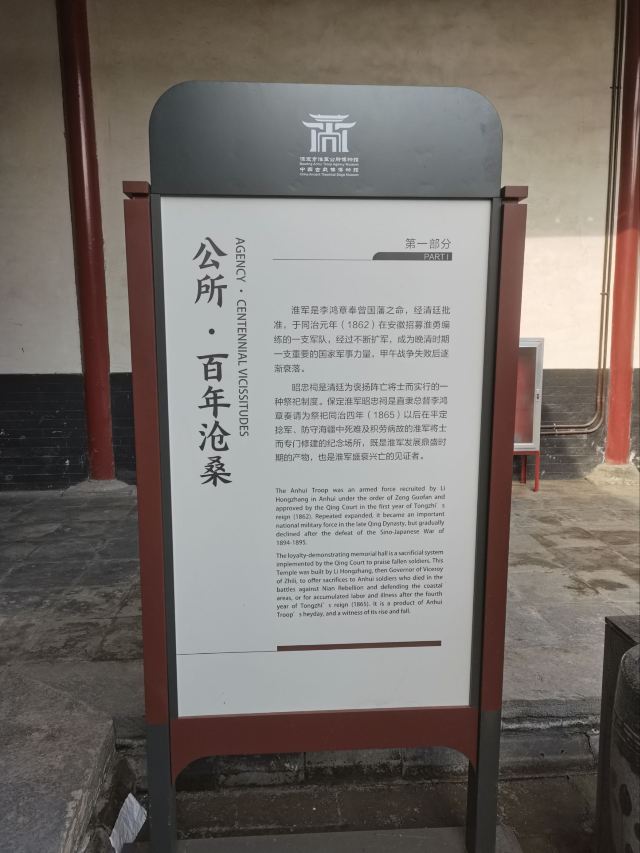 保定市淮军公所博物馆
Baoding Anhui Troop Agency Museum
中国古戏楼博物馆
China Ancient Theatrical Stage Museum
公所·百年沧桑
AGENCY · CENTENNIAL VICISSITUDES
第一部分
PART I
淮军是李鸿章奉曾国藩之命，经清廷批
准，于同治元年（1862）在安徽招募淮勇编
练的一支军队，经过不断扩军，成为晚清时期
一支重要的国家军事力量，甲午战争失败后逐
渐衰落。
昭忠祠是清廷为褒扬阵亡将士而实行的一
种祭祀制度。保定淮军昭忠祠是直隶总督李鸿
章奏请为祭祀同治四年（1865）以后在平定
捻军、防守海疆中死难及积劳病故的淮军将士
而专门修建的纪念场所，既是淮军发展鼎盛时
期的产物，也是淮军盛衰兴亡的见证者。
The Anhui Troop was an armed force recruited by Li
Hongzhang in Anhui under the order of Zeng Guofan and
approved by the Qing Court in the first year of Tongzhi's
reign (1862). Repeated expanded, it became an important
national military force in the late Qing Dynasty, but gradually
declined after the defeat of the Sino-Japanese War of
1894-1895.
The loyalty-demonstrating memorial hall is a sacrificial system
implemented by the Qing Court to praise fallen soldiers. This
Temple was built by Li Hongzhang, then Governor of Viceroy
of Zhili, to offer sacrifices to Anhui soldiers who died in the
battles against Nian Rebellion and defending the coastal
areas, or for accumulated labor and illness after the fourth
year of Tongzhi's reign (1865). It is a product of Anhui
Troop's heyday, and a witness of its rise and fall.